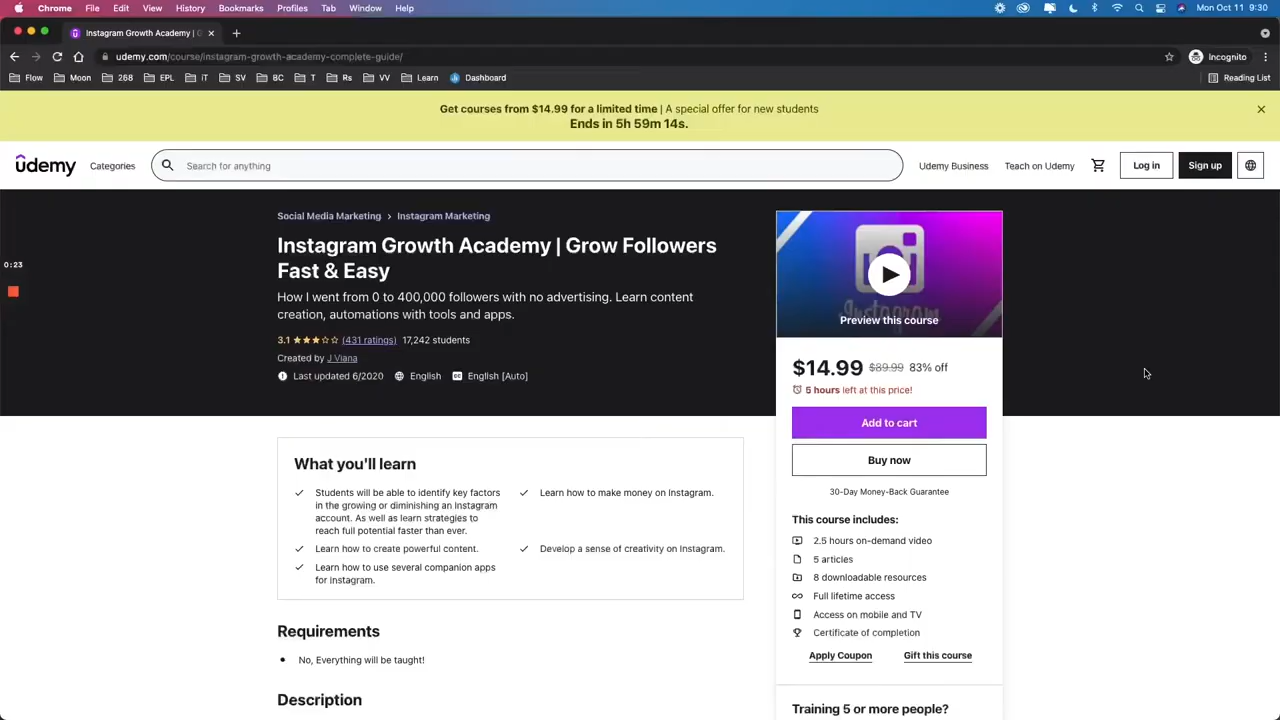 Chrome File Edit View History Bookmarks Profiles Tab Window Help Mon Oct 11 9:30
Instagram Growth Academy | G
udemy.com/course/instagram-growth-academy-complete-guide/ Incognito
Flow Moon 268 EPL iT SV BC T Rs VV Learn Dashboard Reading List
Get courses from $14.99 for a limited time | A special offer for new students
Ends in 5h 59m 14s.
udemy Categories Search for anything Udemy Business Teach on Udemy Log in Sign up
Social Media Marketing › Instagram Marketing
Instagram Growth Academy | Grow Followers
Fast & Easy
How I went from 0 to 400,000 followers with no advertising. Learn content
creation, automations with tools and apps.
3.1 (431 ratings) 17,242 students
Created by J Viana
Last updated 6/2020 English English [Auto]
0:23
Instagram
Preview this course
$14.99 $89.99 83% off
5 hours left at this price!
Add to cart
Buy now
30-Day Money-Back Guarantee
This course includes:
2.5 hours on-demand video
5 articles
8 downloadable resources
Full lifetime access
Access on mobile and TV
Certificate of completion
Apply Coupon Gift this course
Training 5 or more people?
What you'll learn
Students will be able to identify key factors
in the growing or diminishing an Instagram
account. As well as learn strategies to
reach full potential faster than ever.
Learn how to make money on Instagram.
Learn how to create powerful content.
Develop a sense of creativity on Instagram.
Learn how to use several companion apps
for instagram.
Requirements
No, Everything will be taught!
Description